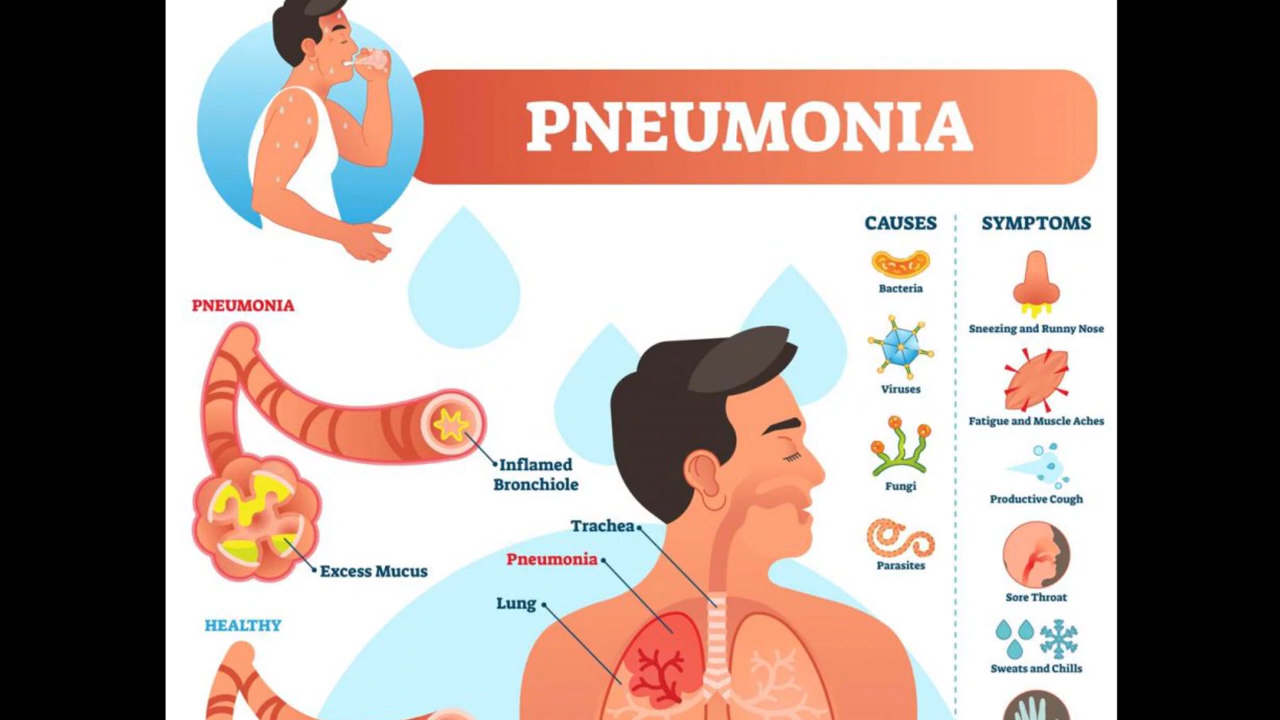 PNEUMONIA
CAUSES
Bacteria
Viruses
Fungi
Parasites
SYMPTOMS
Sneezing and Runny Nose
Fatigue and Muscle Aches
Productive Cough
Sore Throat
Sweats and Chills
PNEUMONIA
Inflamed
Bronchiole
Excess Mucus
HEALTHY
Trachea
Pneumonia
Lung